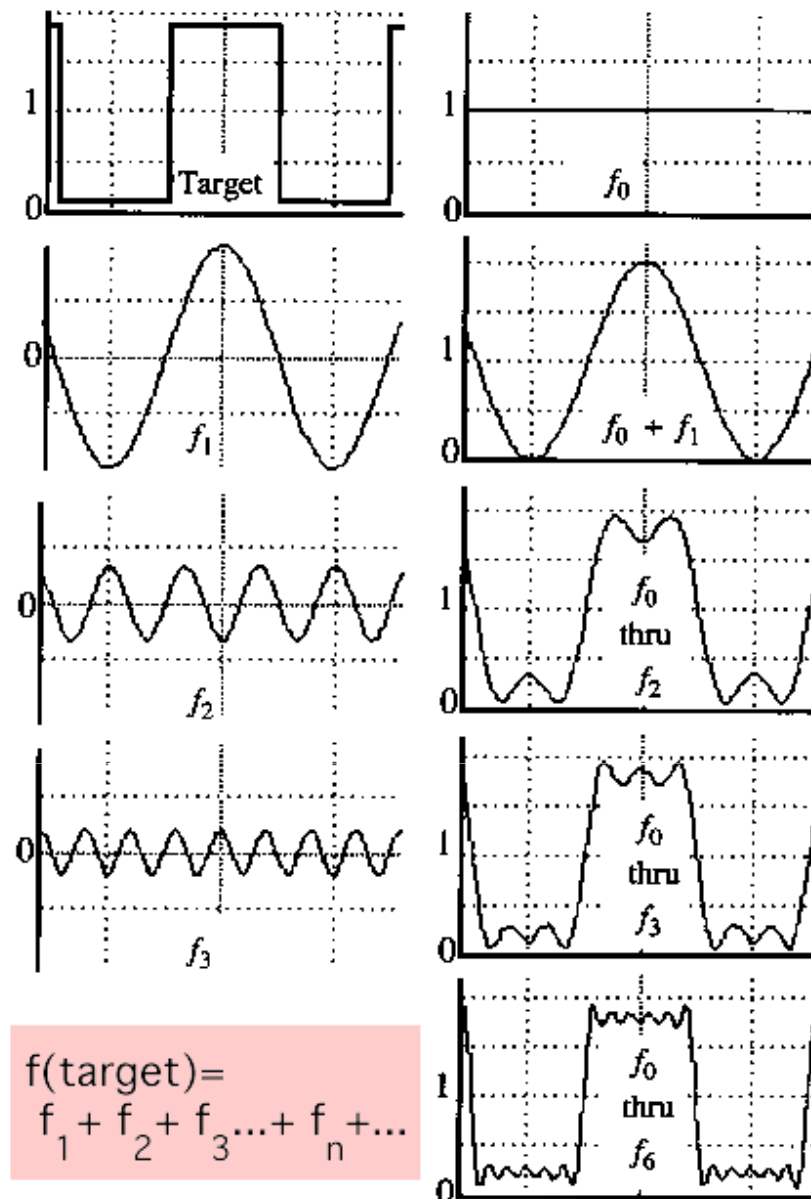 1
0
Target
1
0
f₀
0
f₁
1
0
f₀ + f₁
0
f₂
1
0
f₀
thru
f₂
0
f₃
1
0
f₀
thru
f₃
f(target)=
f₁+ f₂+ f₃...+ fₙ+...
1
0
f₀
thru
f₆